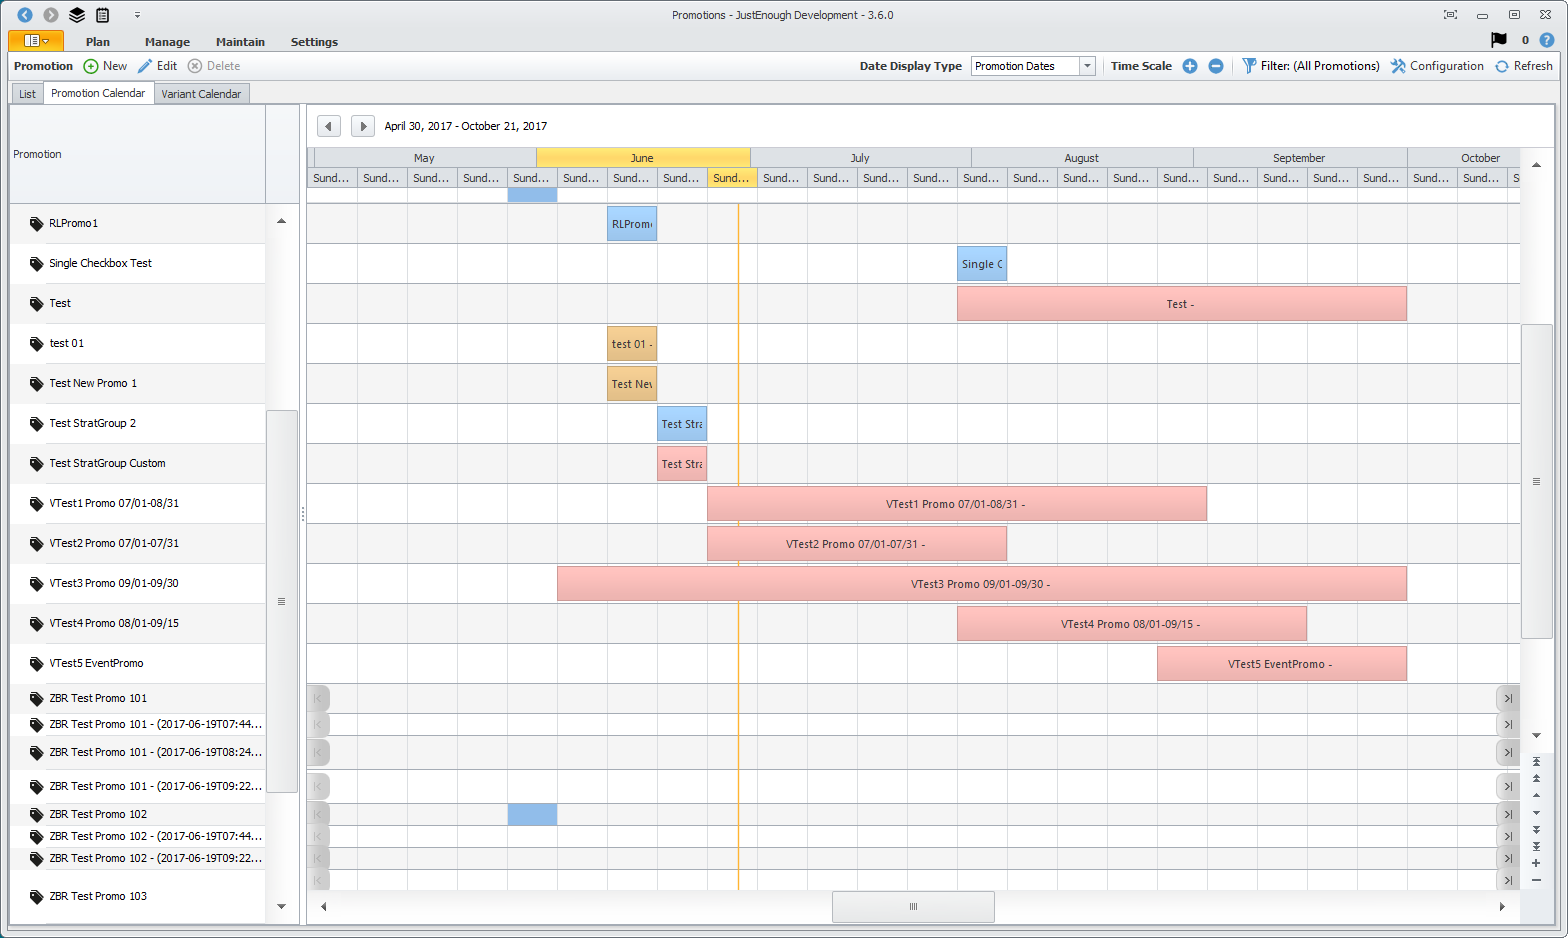 Promotions - JustEnough Development - 3.6.0
Plan Manage Maintain Settings 0
Promotion New Edit Delete Date Display Type Promotion Dates Time Scale Filter: (All Promotions) Configuration Refresh
List Promotion Calendar Variant Calendar
April 30, 2017 - October 21, 2017
Promotion
May June July August September October
Sund... Sund... Sund... Sund... Sund... Sund... Sund... Sund... Sund... Sund... Sund... Sund... Sund... Sund... Sund... Sund... Sund... Sund... Sund... Sund... Sund... Sund... Sund... Sund... S
RLPromo1 RLPromo
Single Checkbox Test Single C
Test Test -
test 01 test 01 -
Test New Promo 1 Test Nev
Test StratGroup 2 Test Stra
Test StratGroup Custom Test Stra
VTest1 Promo 07/01-08/31 VTest1 Promo 07/01-08/31 -
VTest2 Promo 07/01-07/31 VTest2 Promo 07/01-07/31 -
VTest3 Promo 09/01-09/30 VTest3 Promo 09/01-09/30 -
VTest4 Promo 08/01-09/15 VTest4 Promo 08/01-09/15 -
VTest5 EventPromo VTest5 EventPromo -
ZBR Test Promo 101
ZBR Test Promo 101 - (2017-06-19T07:44...
ZBR Test Promo 101 - (2017-06-19T08:24...
ZBR Test Promo 101 - (2017-06-19T09:22...
ZBR Test Promo 102
ZBR Test Promo 102 - (2017-06-19T07:44...
ZBR Test Promo 102 - (2017-06-19T09:22...
ZBR Test Promo 103